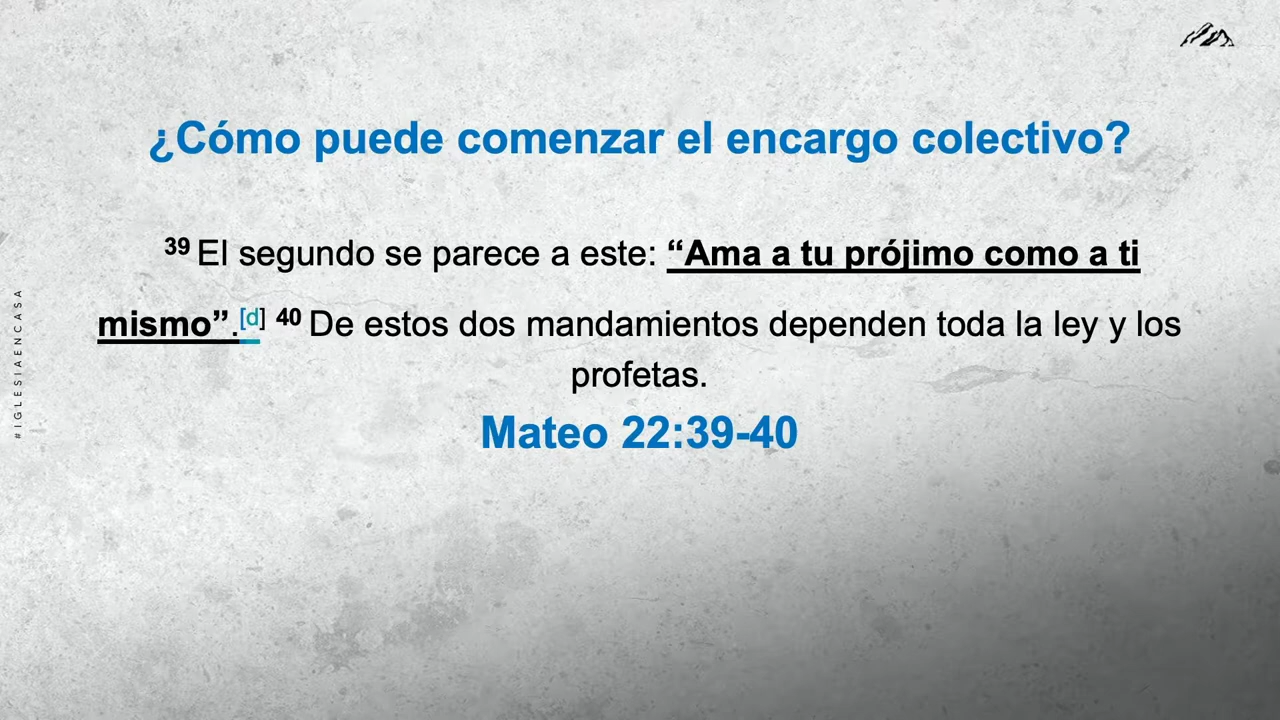 ¿Cómo puede comenzar el encargo colectivo?
39 El segundo se parece a este: “Ama a tu prójimo como a ti
mismo”.[d] 40 De estos dos mandamientos dependen toda la ley y los
profetas.
Mateo 22:39-40
#IGLESIAENCASA